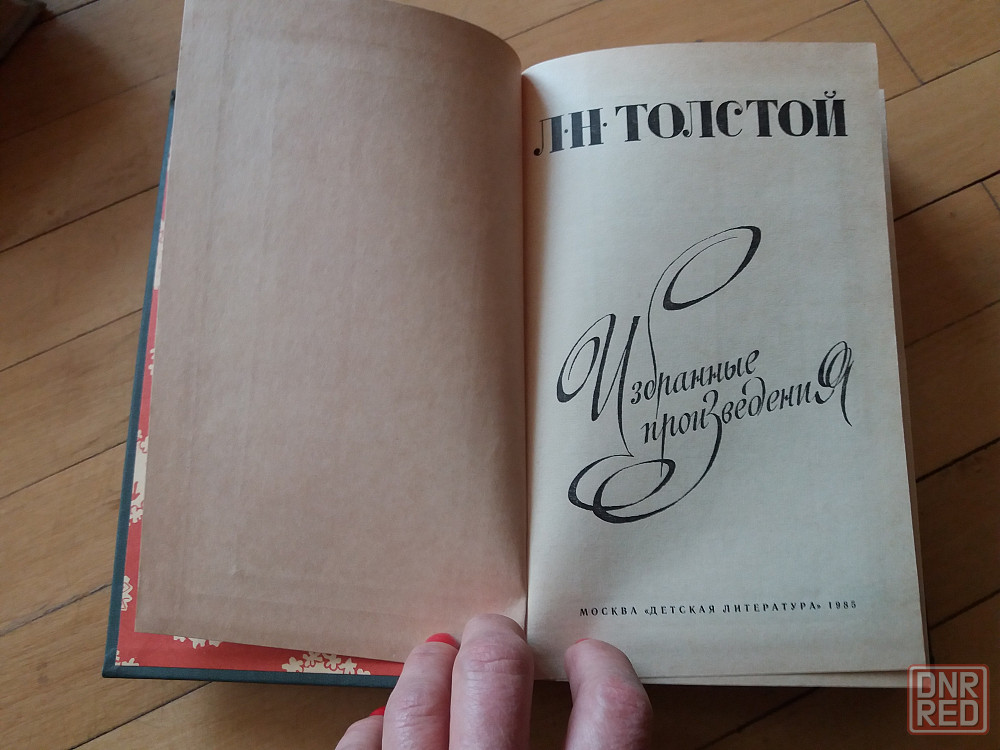 Л·Н·ТОЛСТОЙ
Избранные
произведения
МОСКВА «ДЕТСКАЯ ЛИТЕРАТУРА» 1985
DNR
RED